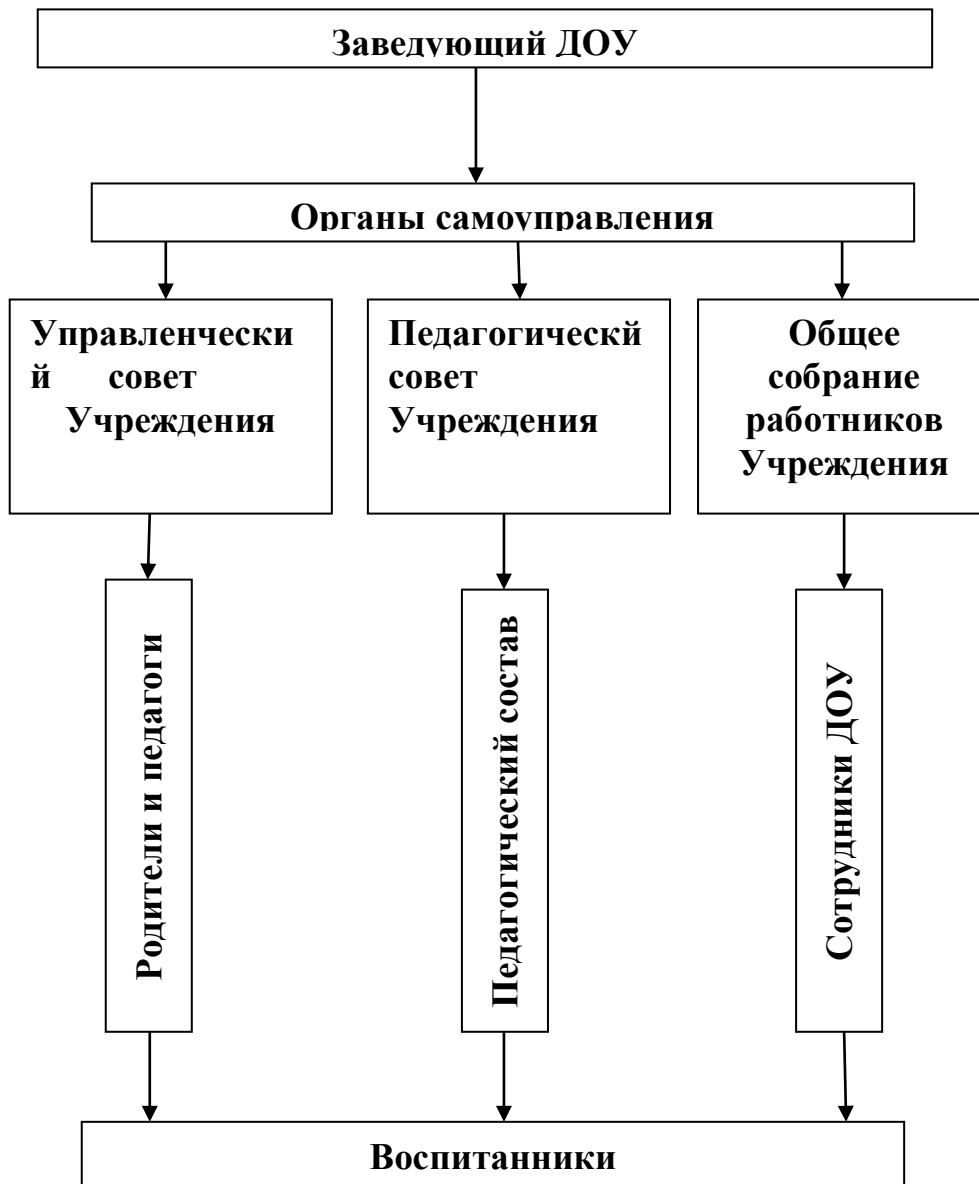 Заведующий ДОУ
Органы самоуправления
Управленчески
й совет
Учреждения
Педагогическй
совет
Учреждения
Общее
собрание
работников
Учреждения
Родители и педагоги
Педагогический состав
Сотрудники ДОУ
Воспитанники